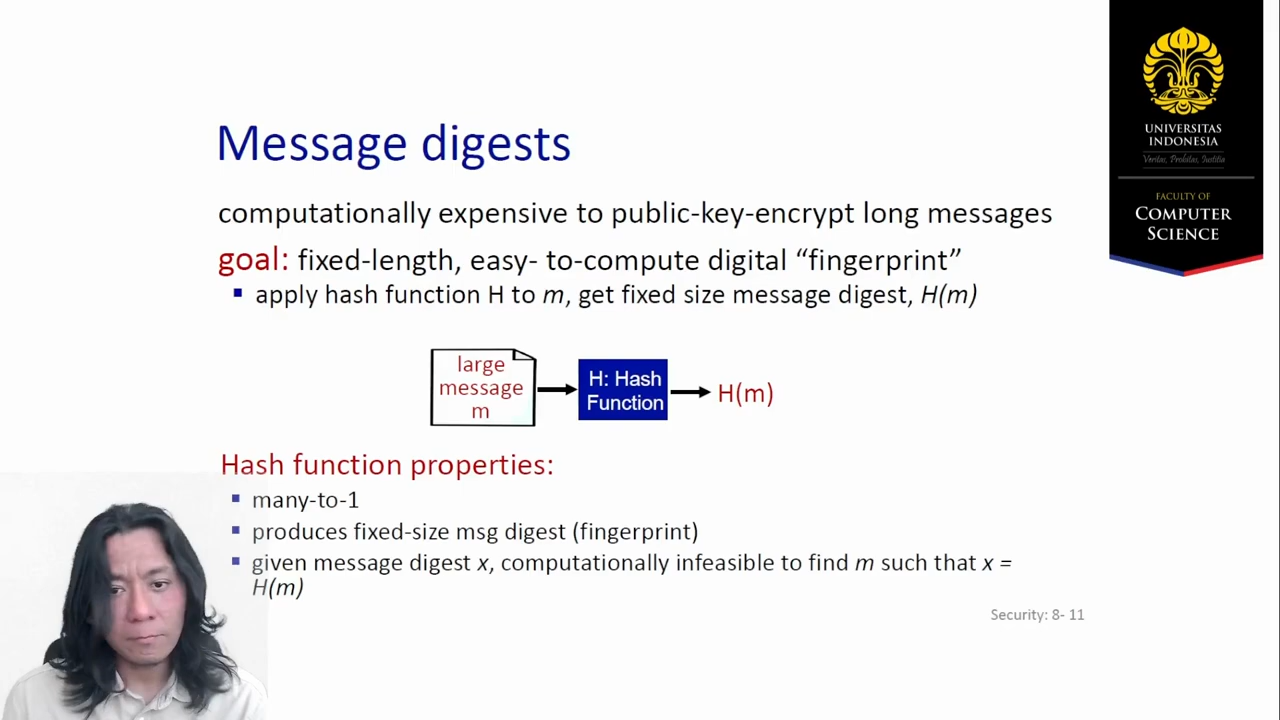 Message digests
computationally expensive to public-key-encrypt long messages
goal: fixed-length, easy- to-compute digital “fingerprint”
▪ apply hash function H to m, get fixed size message digest, H(m)
large
message
m
H: Hash
Function
H(m)
Hash function properties:
▪ many-to-1
▪ produces fixed-size msg digest (fingerprint)
▪ given message digest x, computationally infeasible to find m such that x =
H(m)
Security: 8- 11
UNIVERSITAS
INDONESIA
Veritas, Probitas, Iustitia
FACULTY OF
COMPUTER
SCIENCE